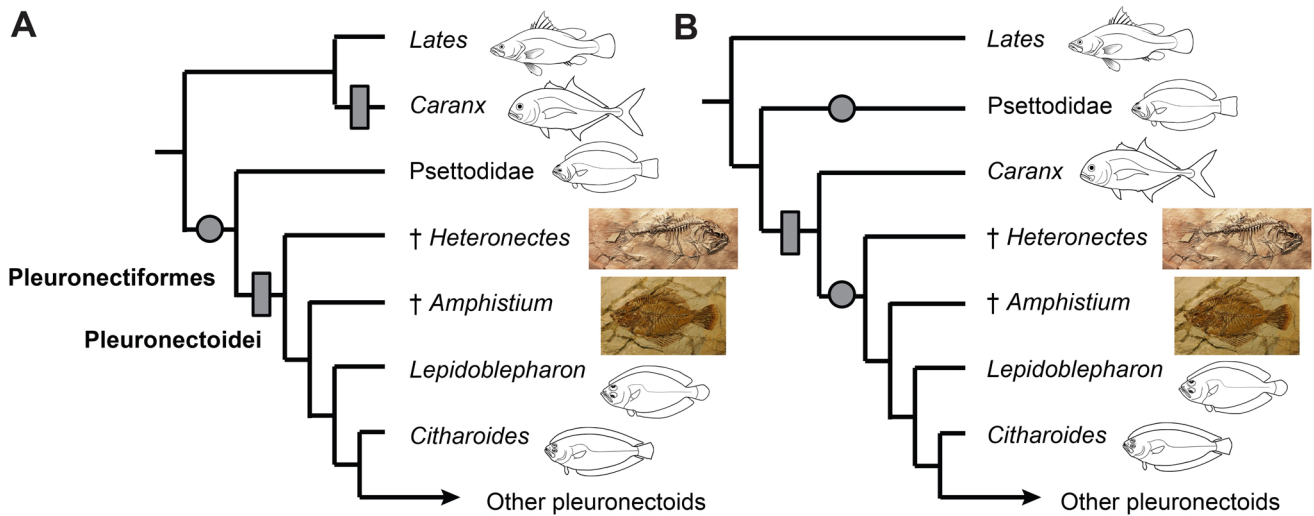 A
Lates
Caranx
Psettodidae
† Heteronectes
Pleuronectiformes
† Amphistium
Pleuronectoidei
Lepidoblepharon
Citharoides
Other pleuronectoids
B
Lates
Psettodidae
Caranx
† Heteronectes
† Amphistium
Lepidoblepharon
Citharoides
Other pleuronectoids